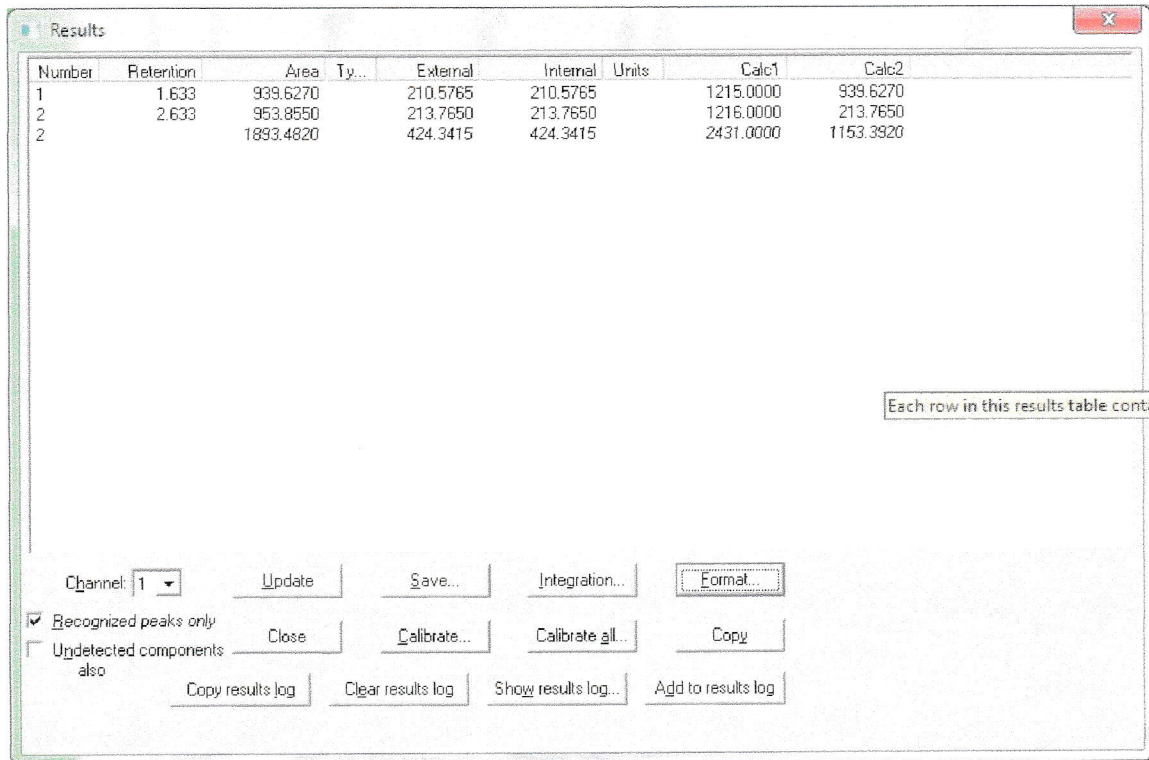 Results
Number Retention Area Ty... External Internal Units Calc1 Calc2
1 1.633 939.6270 210.5765 210.5765 1215.0000 939.6270
2 2.633 953.8550 213.7650 213.7650 1216.0000 213.7650
2 1893.4820 424.3415 424.3415 2431.0000 1153.3920
Each row in this results table conta
Channel: 1 Update Save... Integration... Format...
Recognized peaks only
Close Calibrate... Calibrate all... Copy
Undetected components
also
Copy results log Clear results log Show results log... Add to results log